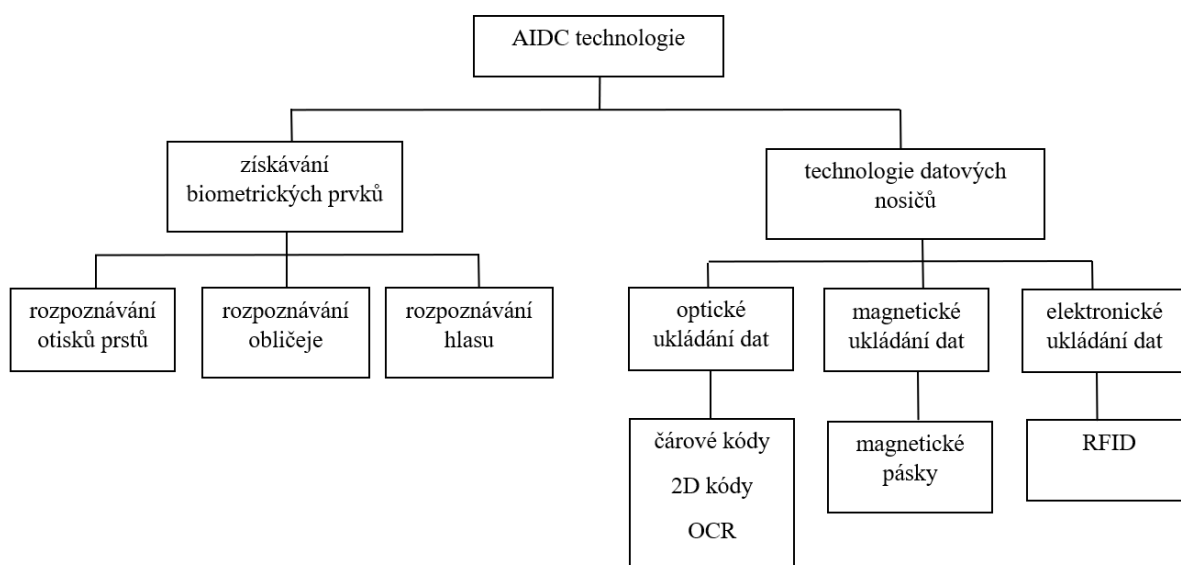 AIDC technologie
získávání
biometrických prvků
technologie datových
nosičů
rozpoznávání
otisků prstů
rozpoznávání
obličeje
rozpoznávání
hlasu
optické
ukládání dat
magnetické
ukládání dat
elektronické
ukládání dat
čárové kódy
2D kódy
OCR
magnetické
pásky
RFID